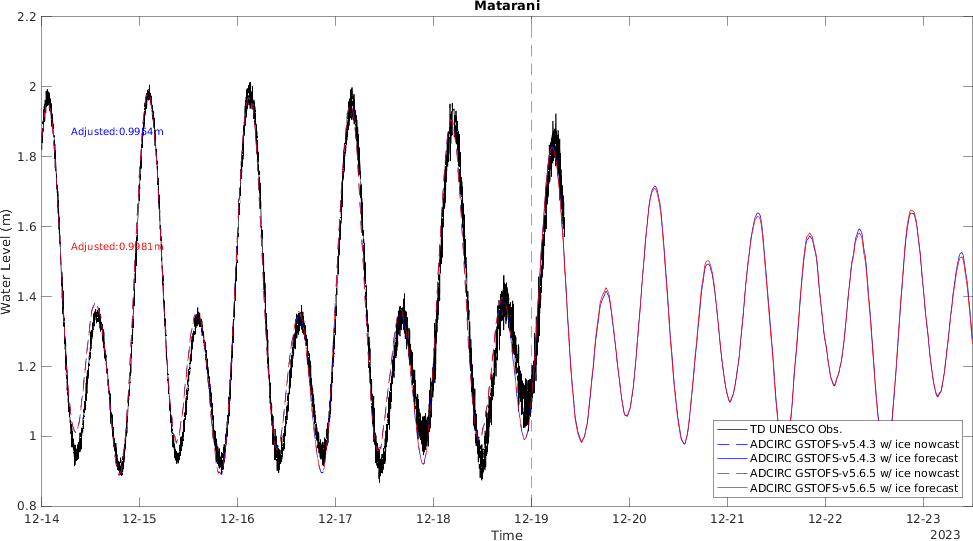 Matarani
2.2
2
1.8
1.6
1.4
1.2
1
0.8
Water Level (m)
Adjusted:0.9954m
Adjusted:0.9981m
TD UNESCO Obs.
ADCIRC GSTOFS-v5.4.3 w/ ice nowcast
ADCIRC GSTOFS-v5.4.3 w/ ice forecast
ADCIRC GSTOFS-v5.6.5 w/ ice nowcast
ADCIRC GSTOFS-v5.6.5 w/ ice forecast
12-14 12-15 12-16 12-17 12-18 12-19 12-20 12-21 12-22 12-23
Time 2023